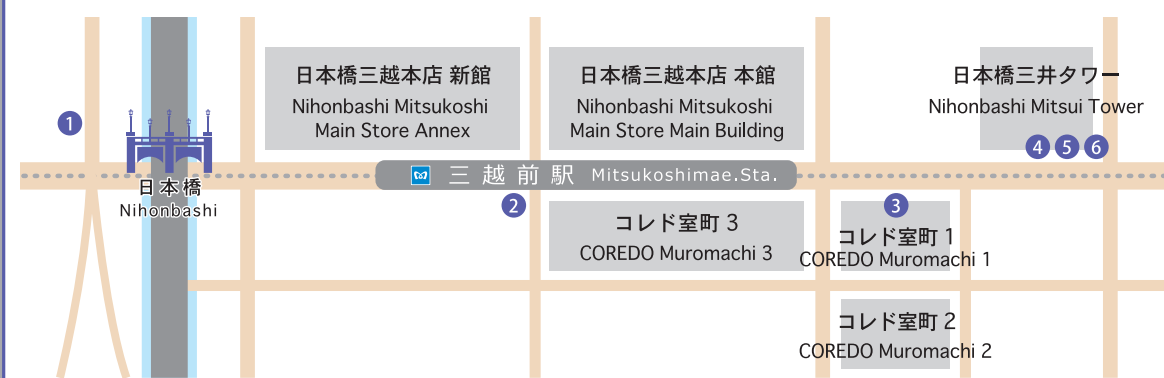 日本橋三越本店 新館
Nihonbashi Mitsukoshi
Main Store Annex
日本橋三越本店 本館
Nihonbashi Mitsukoshi
Main Store Main Building
日本橋三井タワー
Nihonbashi Mitsui Tower
1
4 5 6
三越前駅 Mitsukoshimae.Sta.
日本橋
Nihonbashi
2
3
コレド室町 3
COREDO Muromachi 3
コレド室町 1
COREDO Muromachi 1
コレド室町 2
COREDO Muromachi 2